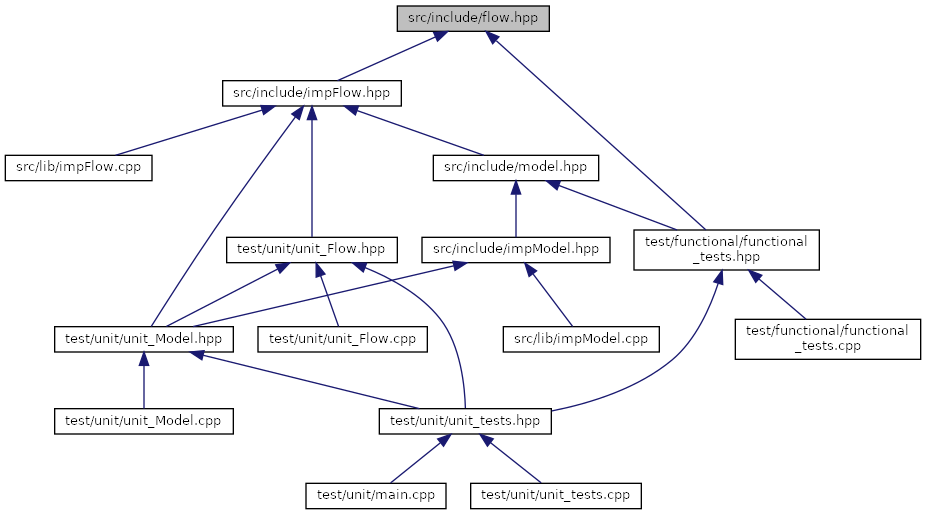 src/include/flow.hpp
src/include/impFlow.hpp
src/lib/impFlow.cpp
src/include/model.hpp
test/unit/unit_Flow.hpp
src/include/impModel.hpp
test/functional/functional
_tests.hpp
test/unit/unit_Model.hpp
test/unit/unit_Flow.cpp
src/lib/impModel.cpp
test/functional/functional
_tests.cpp
test/unit/unit_Model.cpp
test/unit/unit_tests.hpp
test/unit/main.cpp
test/unit/unit_tests.cpp